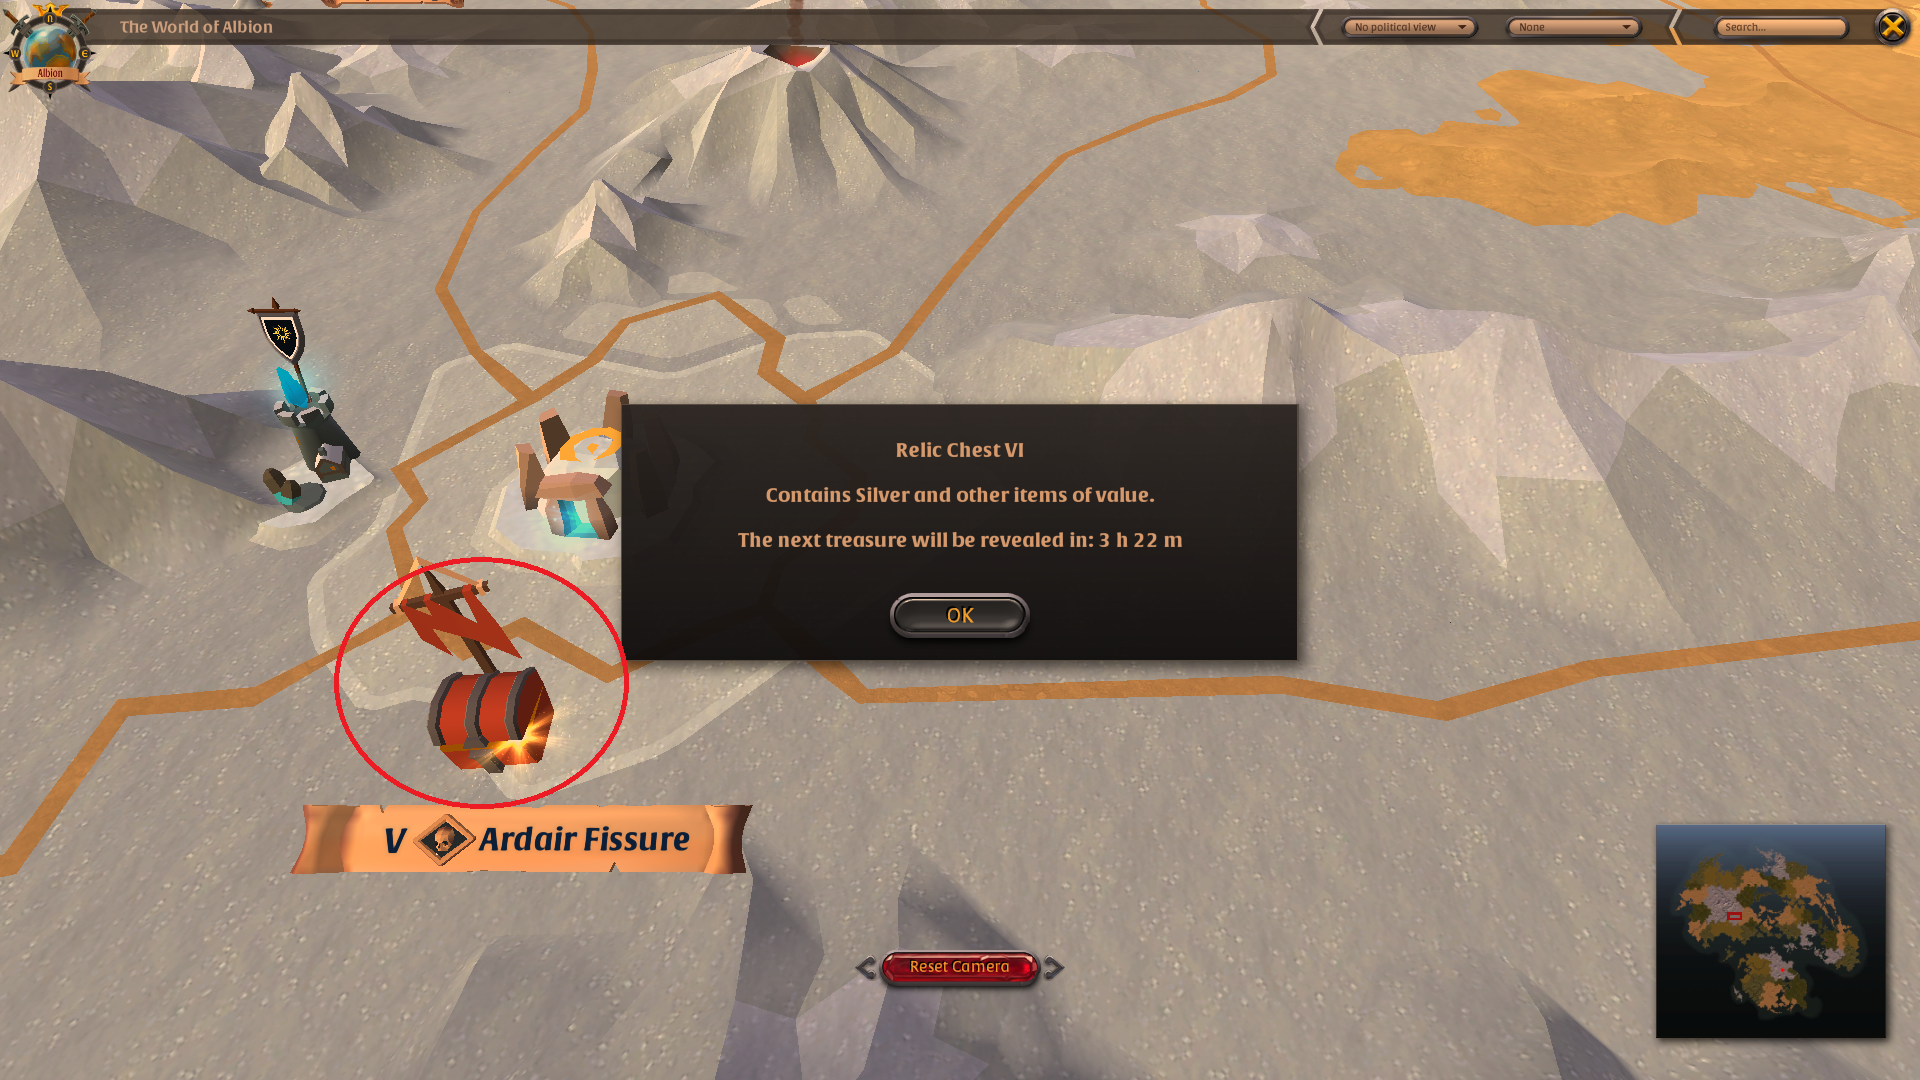 The World of Albion
No political view
None
Search...
N
W
E
Albion
S
Relic Chest VI
Contains Silver and other items of value.
The next treasure will be revealed in: 3 h 22 m
OK
V Ardair Fissure
Reset Camera